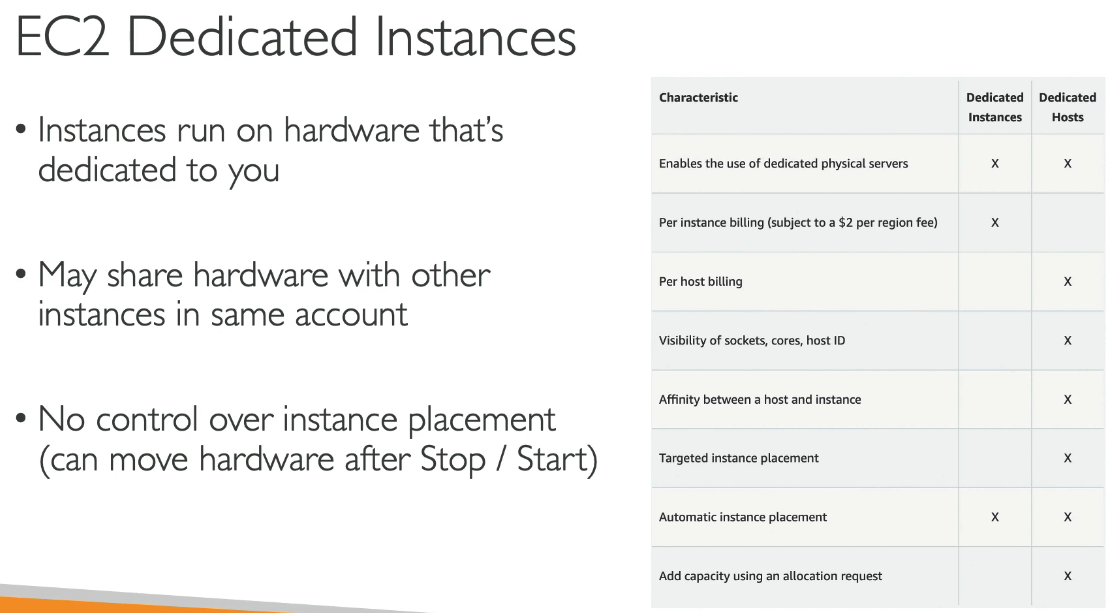 EC2 Dedicated Instances
• Instances run on hardware that's
dedicated to you
• May share hardware with other
instances in same account
• No control over instance placement
(can move hardware after Stop / Start)
Characteristic Dedicated Instances Dedicated Hosts
Enables the use of dedicated physical servers X X
Per instance billing (subject to a $2 per region fee) X
Per host billing X
Visibility of sockets, cores, host ID X
Affinity between a host and instance X
Targeted instance placement X
Automatic instance placement X X
Add capacity using an allocation request X